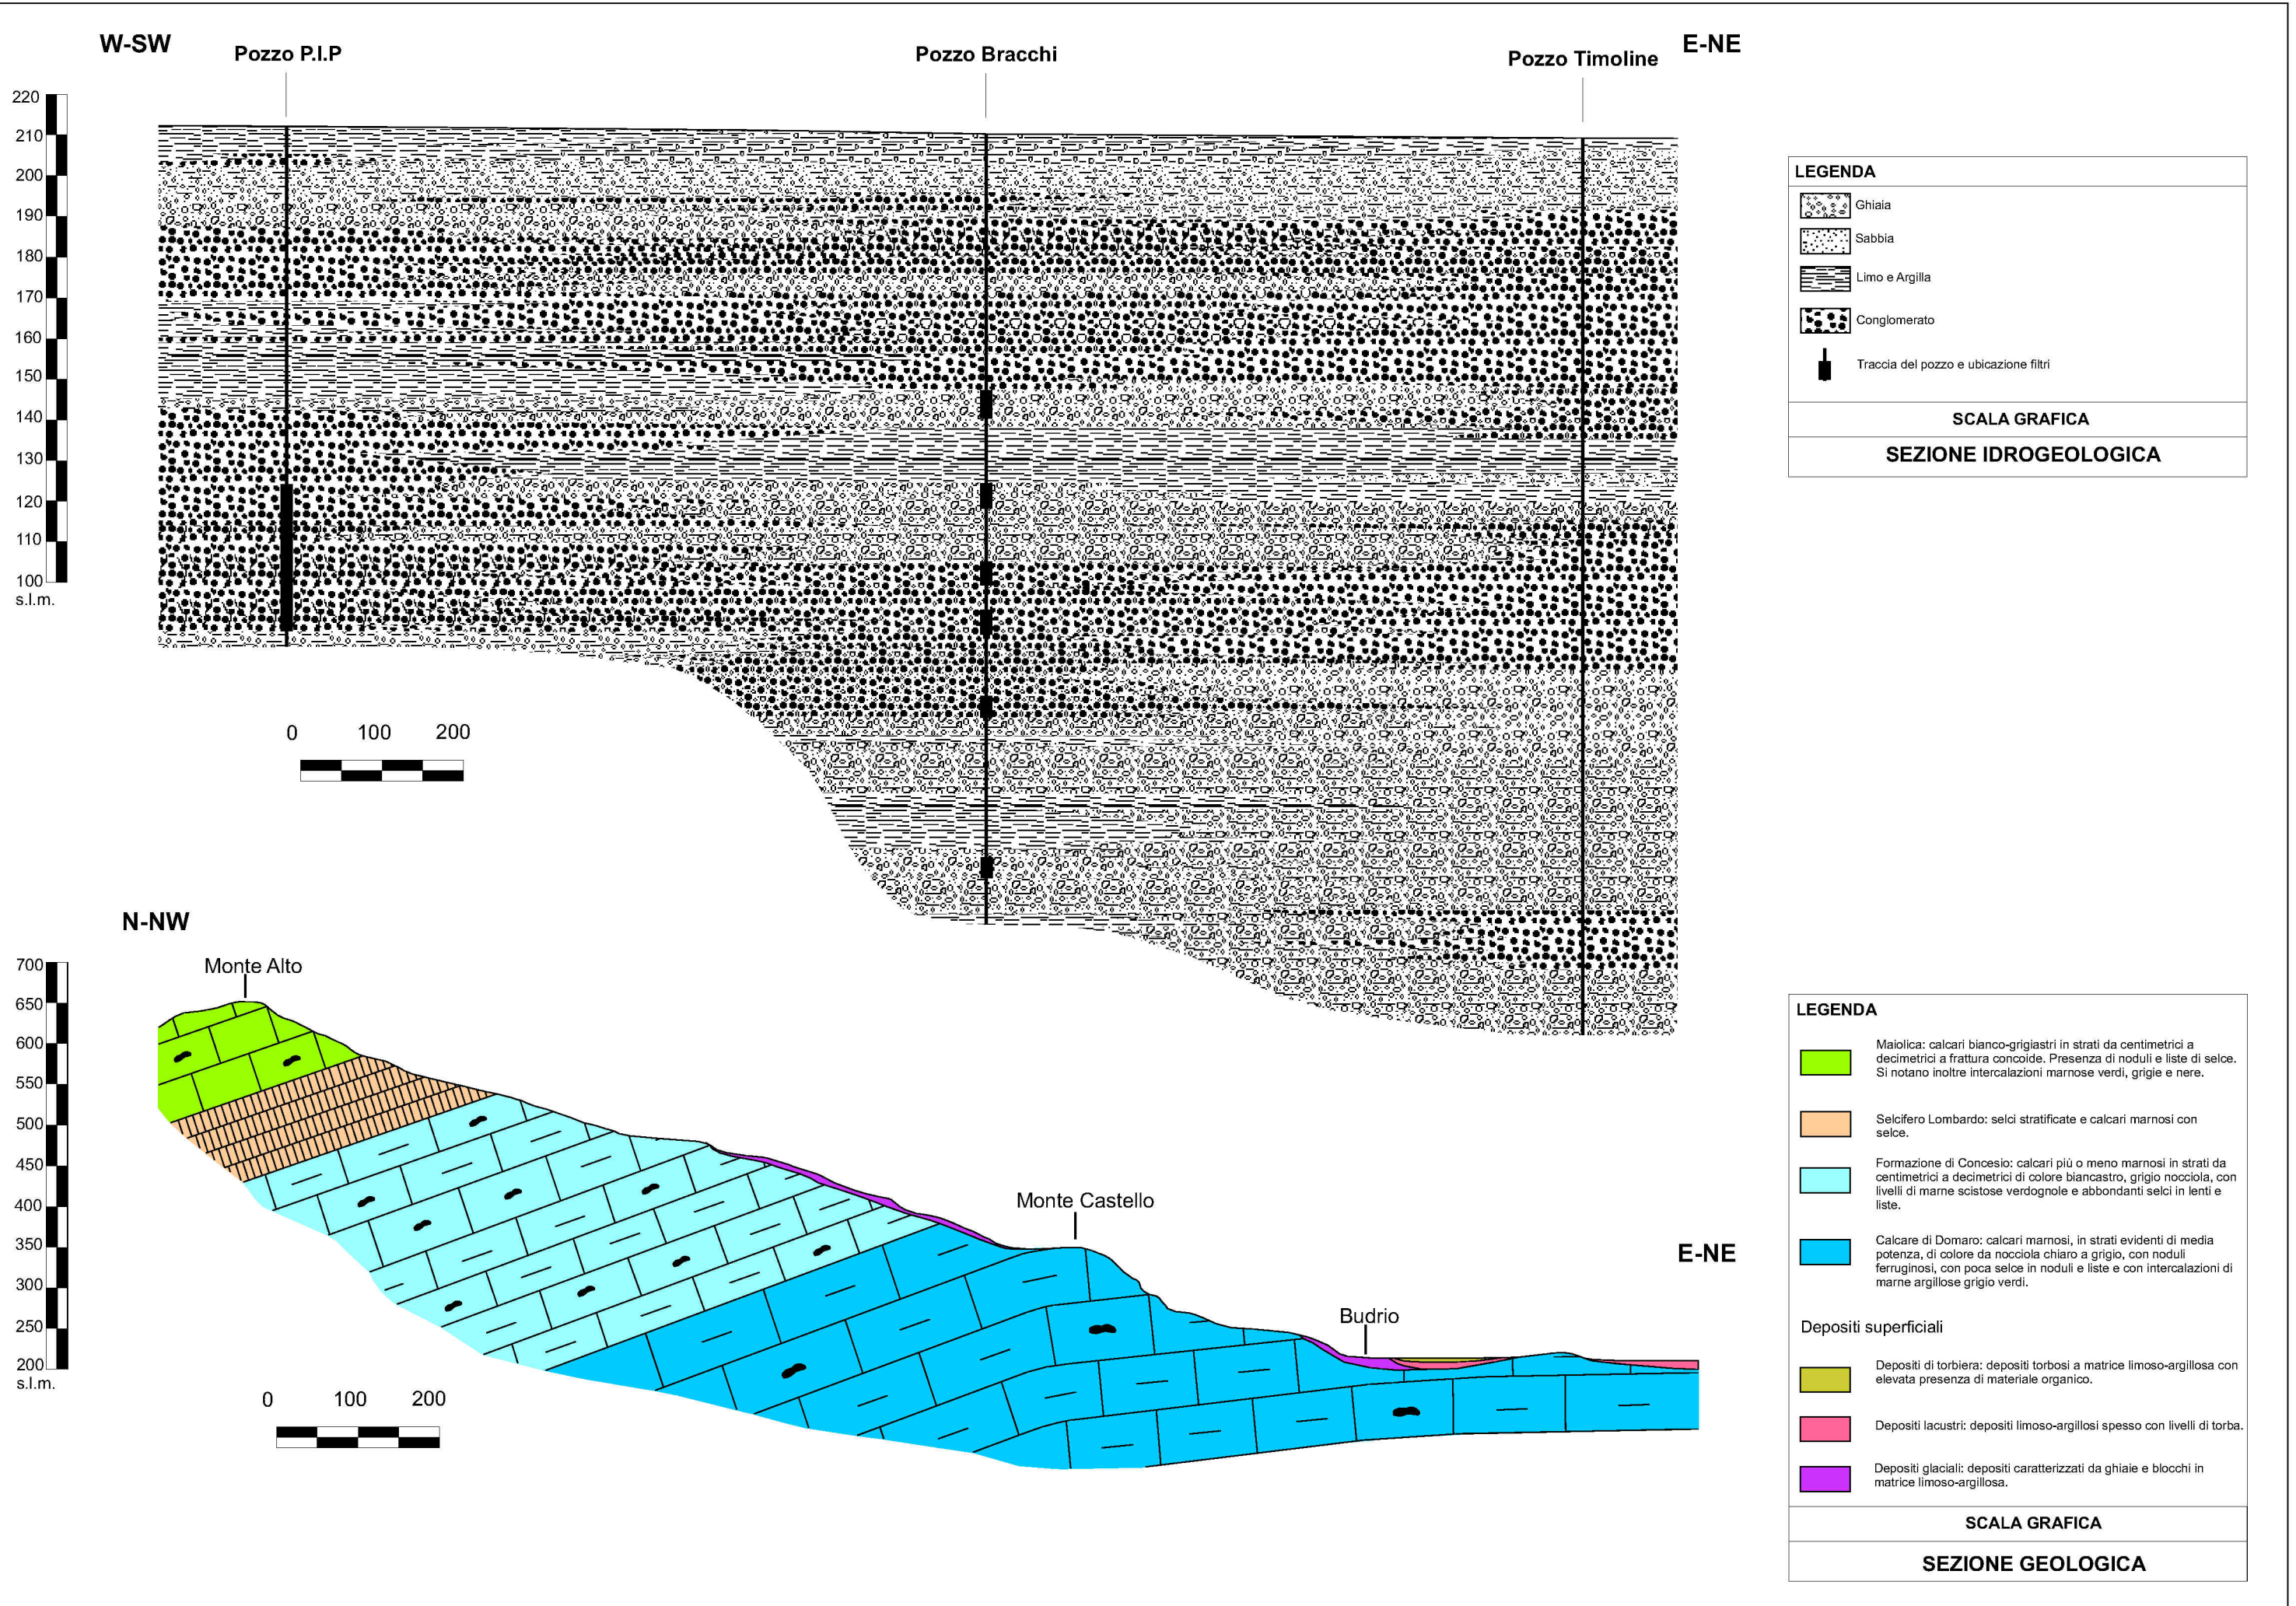 W-SW
Pozzo P.I.P
Pozzo Bracchi
Pozzo Timoline
E-NE
220
210
200
190
180
170
160
150
140
130
120
110
100
s.l.m.
0 100 200
LEGENDA
Ghiaia
Sabbia
Limo e Argilla
Conglomerato
Traccia del pozzo e ubicazione filtri
SCALA GRAFICA
SEZIONE IDROGEOLOGICA
N-NW
Monte Alto
Monte Castello
Budrio
E-NE
700
650
600
550
500
450
400
350
300
250
200
s.l.m.
0 100 200
LEGENDA
Maiolica: calcari bianco-grigiastri in strati da centimetrici a
decimetrici a frattura concoide. Presenza di noduli e liste di selce.
Si notano inoltre intercalazioni marnose verdi, grigie e nere.
Selcifero Lombardo: selci stratificate e calcari marnosi con
selce.
Formazione di Concesio: calcari più o meno marnosi in strati da
centimetrici a decimetrici di colore biancastro, grigio nocciola, con
livelli di marne scistose verdognole e abbondanti selci in lenti e
liste.
Calcare di Domaro: calcari marnosi, in strati evidenti di media
potenza, di colore da nocciola chiaro a grigio, con noduli
ferruginosi, con poca selce in noduli e liste e con intercalazioni di
marne argillose grigio verdi.
Depositi superficiali
Depositi di torbiera: depositi torbosi a matrice limoso-argillosa con
elevata presenza di materiale organico.
Depositi lacustri: depositi limoso-argillosi spesso con livelli di torba.
Depositi glaciali: depositi caratterizzati da ghiaie e blocchi in
matrice limoso-argillosa.
SCALA GRAFICA
SEZIONE GEOLOGICA